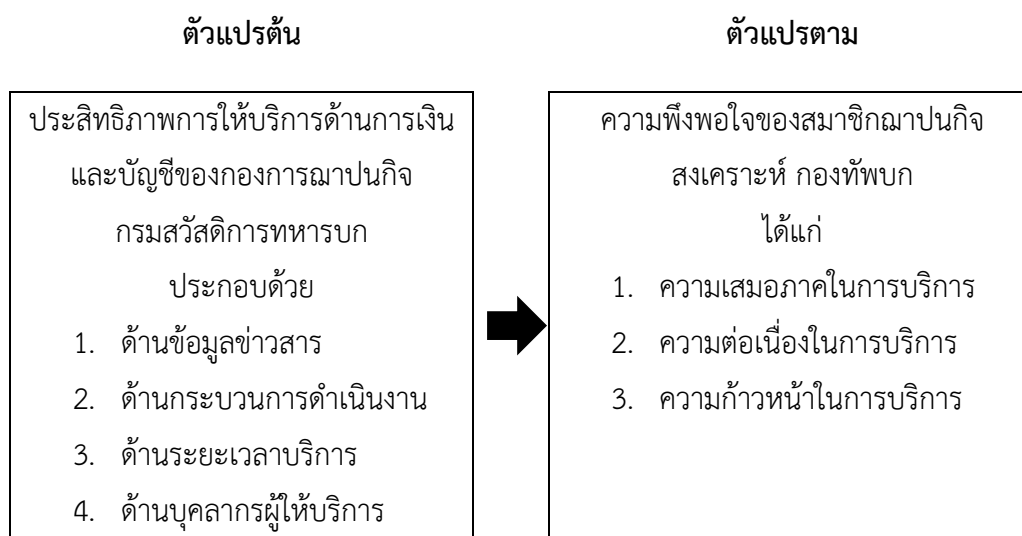 ตัวแปรต้น
ตัวแปรตาม
ประสิทธิภาพการให้บริการด้านการเงิน
และบัญชีของกองการฌาปนกิจ
กรมสวัสดิการทหารบก
ประกอบด้วย
1. ด้านข้อมูลข่าวสาร
2. ด้านกระบวนการดำเนินงาน
3. ด้านระยะเวลาบริการ
4. ด้านบุคลากรผู้ให้บริการ
ความพึงพอใจของสมาชิกฌาปนกิจ
สงเคราะห์ กองทัพบก
ได้แก่
1. ความเสมอภาคในการบริการ
2. ความต่อเนื่องในการบริการ
3. ความก้าวหน้าในการบริการ